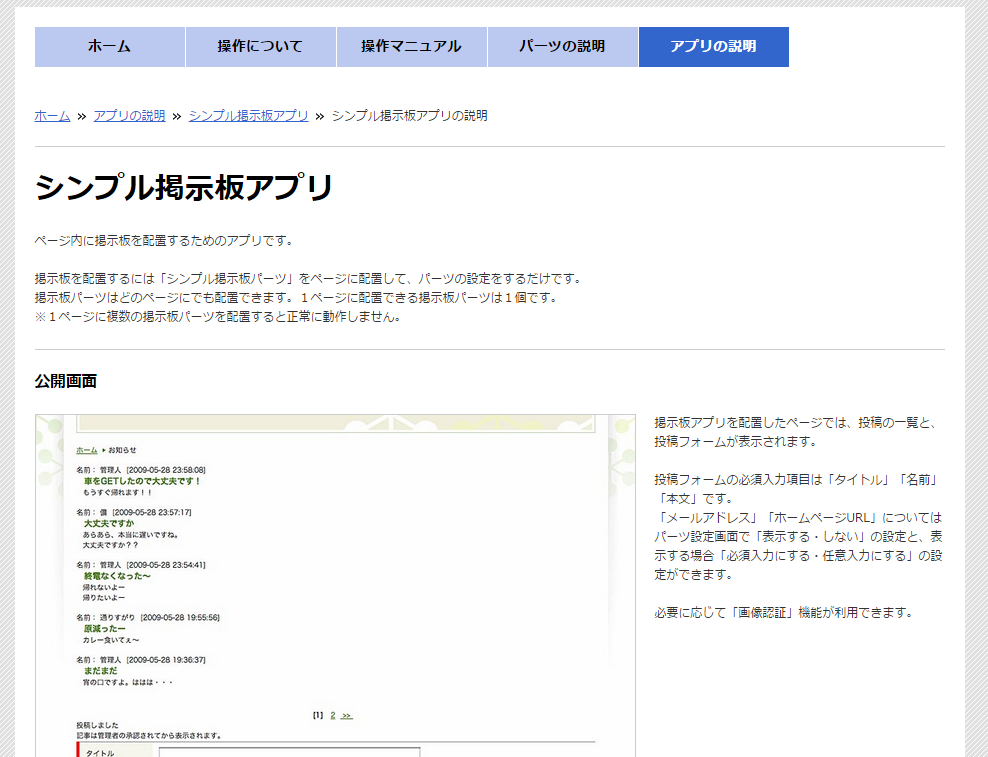 ホーム
操作について
操作マニュアル
パーツの説明
アプリの説明
ホーム » アプリの説明 » シンプル掲示板アプリ » シンプル掲示板アプリの説明
シンプル掲示板アプリ
ページ内に掲示板を配置するためのアプリです。
掲示板を配置するには「シンプル掲示板パーツ」をページに配置して、パーツの設定をするだけです。
掲示板パーツはどのページにでも配置できます。１ページに配置できる掲示板パーツは１個です。
※１ページに複数の掲示板パーツを配置すると正常に動作しません。
公開画面
ホーム ▸ お知らせ
名前： 管理人 [2009-05-28 23:58:08]
車をGETしたので大丈夫です！
もうすぐ帰れます！！
名前： 備 [2009-05-28 23:57:17]
大丈夫ですか
あらあら、本当に遅いですね。
大丈夫ですか？？
名前： 管理人 [2009-05-28 23:54:41]
終電なくなった～
帰れないよー
帰りたいよー
名前： 通りすがり [2009-05-28 19:55:56]
原減ったー
カレー食いてぇ～
名前： 管理人 [2009-05-28 19:36:37]
まだまだ
宵の口ですよ。ははは・・・
[1] 2 >>
投稿しました
記事は管理者の承認されてから表示されます。
タイトル
掲示板アプリを配置したページでは、投稿の一覧と、
投稿フォームが表示されます。
投稿フォームの必須入力項目は「タイトル」「名前」
「本文」です。
「メールアドレス」「ホームページURL」については
パーツ設定画面で「表示する・しない」の設定と、表
示する場合「必須入力にする・任意入力にする」の設
定ができます。
必要に応じて「画像認証」機能が利用できます。